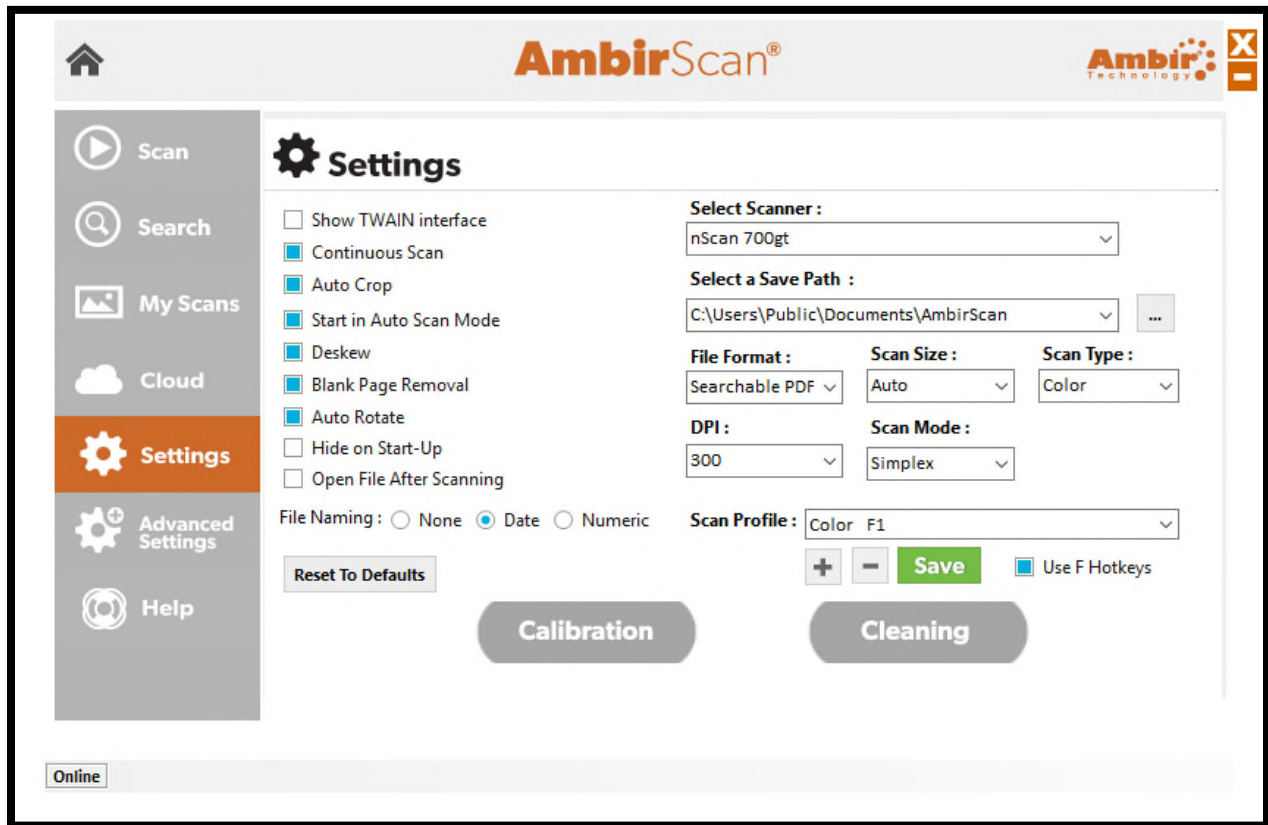 AmbirScan®
Ambir
Technology
X
Scan
Search
My Scans
Cloud
Settings
Advanced
Settings
Help
Settings
Show TWAIN interface
Continuous Scan
Auto Crop
Start in Auto Scan Mode
Deskew
Blank Page Removal
Auto Rotate
Hide on Start-Up
Open File After Scanning
File Naming : None Date Numeric
Reset To Defaults
Select Scanner :
nScan 700gt
Select a Save Path :
C:\Users\Public\Documents\AmbirScan
...
File Format : Scan Size : Scan Type :
Searchable PDF Auto Color
DPI : Scan Mode :
300 Simplex
Scan Profile : Color F1
+ - Save Use F Hotkeys
Calibration Cleaning
Online